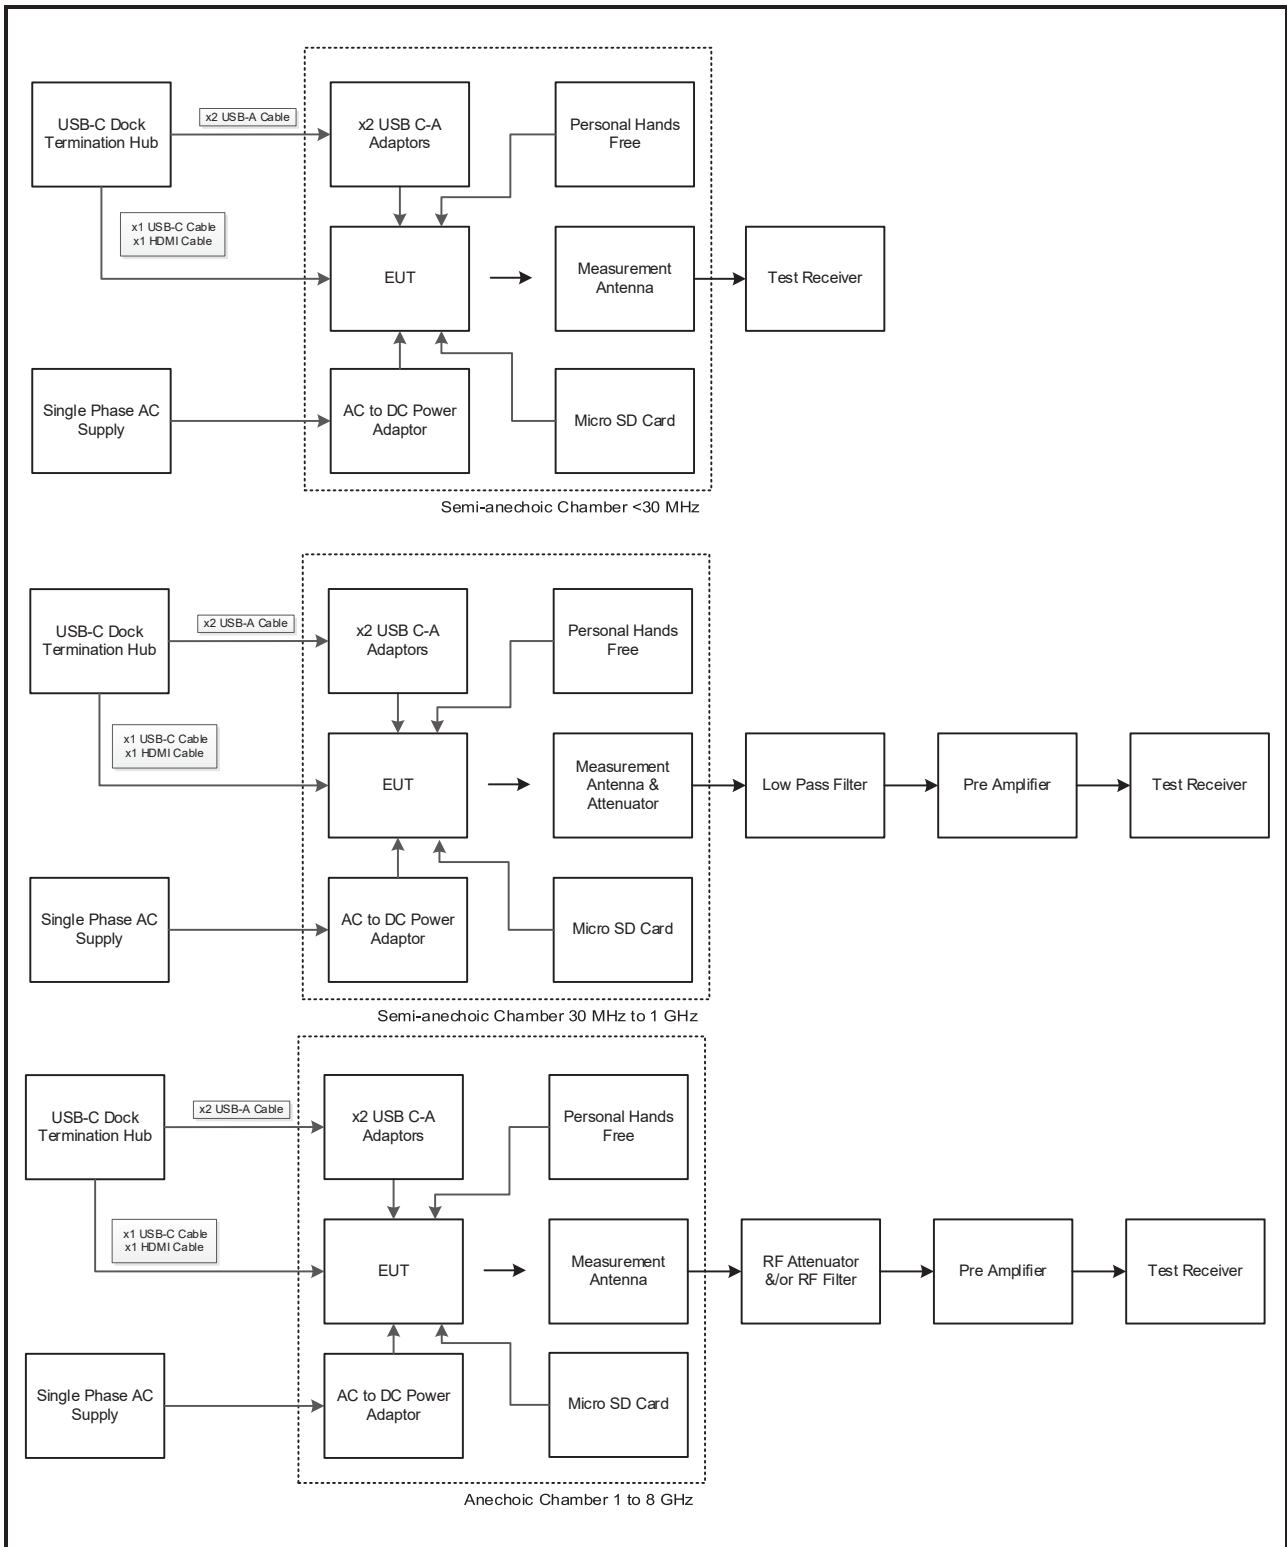 USB-C Dock
Termination Hub
x2 USB-A Cable
x2 USB C-A
Adaptors
Personal Hands
Free
x1 USB-C Cable
x1 HDMI Cable
EUT
Measurement
Antenna
Test Receiver
Single Phase AC
Supply
AC to DC Power
Adaptor
Micro SD Card
Semi-anechoic Chamber <30 MHz
USB-C Dock
Termination Hub
x2 USB-A Cable
x2 USB C-A
Adaptors
Personal Hands
Free
x1 USB-C Cable
x1 HDMI Cable
EUT
Measurement
Antenna &
Attenuator
Low Pass Filter
Pre Amplifier
Test Receiver
Single Phase AC
Supply
AC to DC Power
Adaptor
Micro SD Card
Semi-anechoic Chamber 30 MHz to 1 GHz
USB-C Dock
Termination Hub
x2 USB-A Cable
x2 USB C-A
Adaptors
Personal Hands
Free
x1 USB-C Cable
x1 HDMI Cable
EUT
Measurement
Antenna
RF Attenuator
&/or RF Filter
Pre Amplifier
Test Receiver
Single Phase AC
Supply
AC to DC Power
Adaptor
Micro SD Card
Anechoic Chamber 1 to 8 GHz